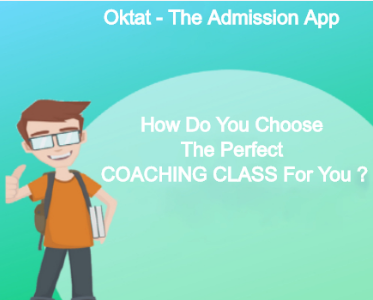 Oktat - The Admission App
How Do You Choose
The Perfect
COACHING CLASS For You ?